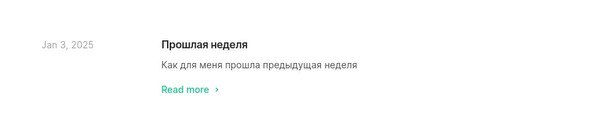 Jan 3, 2025
Прошлая неделя
Как для меня прошла предыдущая неделя
Read more ›